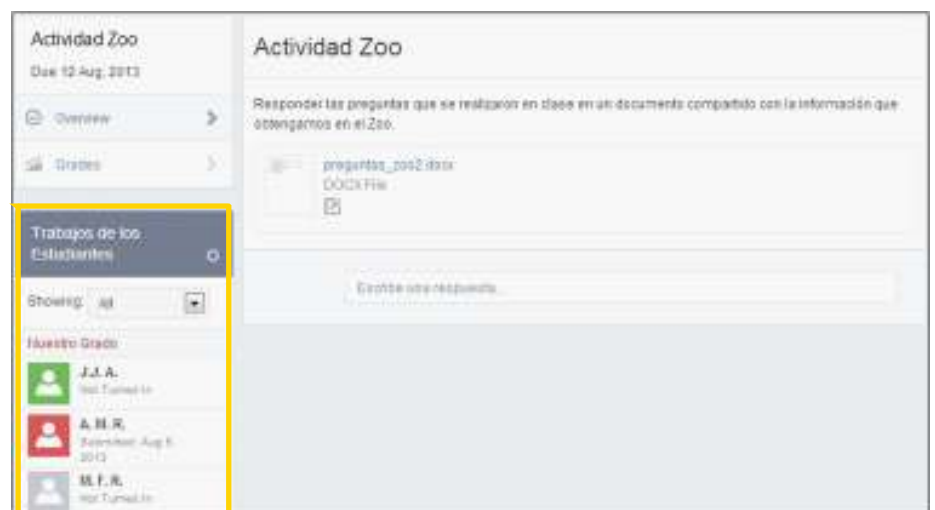 Actividad Zoo
Due 12 Aug, 2013
Overview
Grades
Trabajos de los
Estudiantes
Showing: All
Nuestro Grado
J.J. A.
Not Turned In
A. M. R.
Submitted: Aug 8,
2013
M. F. R.
Not Turned In
Actividad Zoo
Responder las preguntas que se realizaron en clase en un documento compartido con la información que
obtengamos en el Zoo.
preguntas_zoo2.docx
DOCX File
Escribe una respuesta...